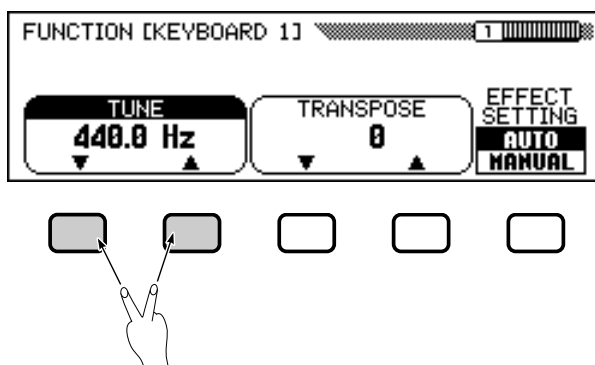 FUNCTION [KEYBOARD 1]
1
TUNE
440.0 Hz
TRANSPOSE
0
EFFECT
SETTING
AUTO
MANUAL